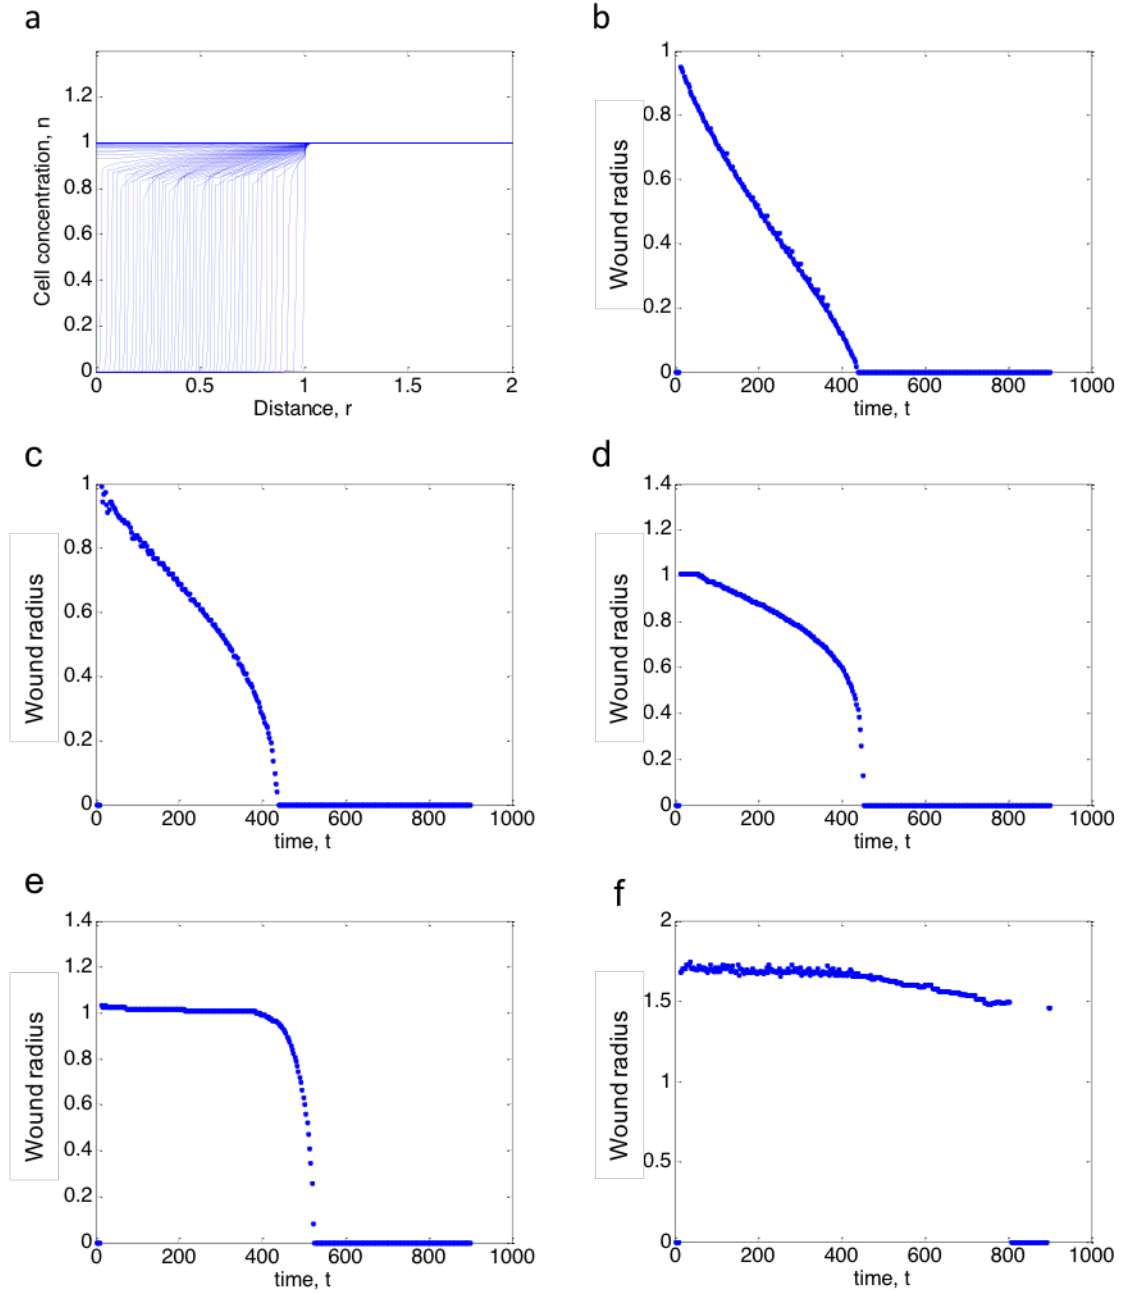 a
1.2
1
0.8
0.6
0.4
0.2
0
Cell concentration, n
0 0.5 1 1.5 2
Distance, r
b
1
0.8
0.6
0.4
0.2
0
Wound radius
0 200 400 600 800 1000
time, t
c
1
0.8
0.6
0.4
0.2
0
Wound radius
0 200 400 600 800 1000
time, t
d
1.4
1.2
1
0.8
0.6
0.4
0.2
0
Wound radius
0 200 400 600 800 1000
time, t
e
1.4
1.2
1
0.8
0.6
0.4
0.2
0
Wound radius
0 200 400 600 800 1000
time, t
f
2
1.5
1
0.5
0
Wound radius
0 200 400 600 800 1000
time, t